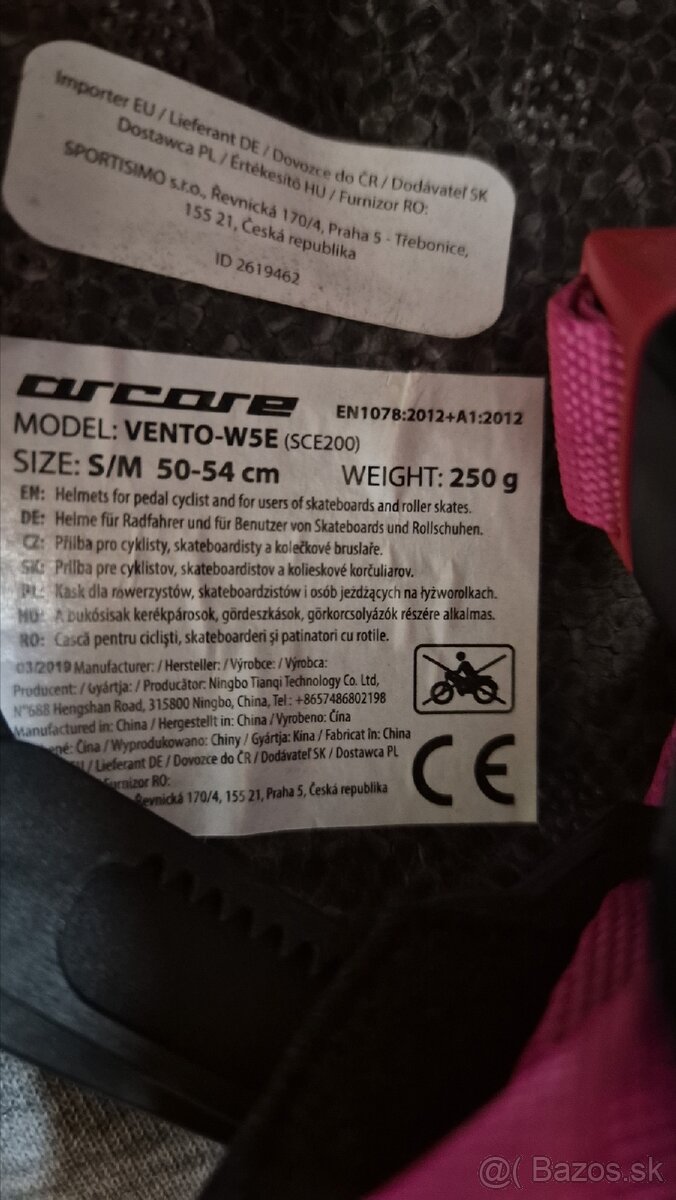 Importer EU / Lieferant DE / Dovozce do ČR / Dodávateľ SK
Dostawca PL / Értékesítő HU / Furnizor RO:
SPORTISIMO s.r.o., Řevnická 170/4, Praha 5 - Třebonice,
155 21, Česká republika
ID 2619462
arcore
EN1078:2012+A1:2012
MODEL: VENTO-W5E (SCE200)
SIZE: S/M 50-54 cm WEIGHT: 250 g
EN: Helmets for pedal cyclist and for users of skateboards and roller skates.
DE: Helme für Radfahrer und für Benutzer von Skateboards und Rollschuhen.
CZ: Přilba pro cyklisty, skateboardisty a kolečkové bruslaře.
SK: Prilba pre cyklistov, skateboardistov a kolieskové korčuliarov.
PL: Kask dla rowerzystów, skateboardzistów i osób jeżdżących na łyżworolkach.
HU: A bukósisak kerékpárosok, gördeszkások, görkorcsolyázók részére alkalmas.
RO: Cască pentru cicliști, skateboarderi și patinatori cu rotile.
03/2019 Manufacturer: / Hersteller: / Výrobce: / Výrobca:
Producent: / Gyártja: / Producător: Ningbo Tianqi Technology Co. Ltd,
N°688 Hengshan Road, 315800 Ningbo, China, Tel : +8657486802198
Manufactured in: China / Hergestellt in: China / Vyrobeno: Čína
ené: Čína / Wyprodukowano: Chiny / Gyártja: Kína / Fabricat în: China
/ Lieferant DE / Dovozce do ČR / Dodávateľ SK / Dostawca PL
Furnizor RO:
Řevnická 170/4, 155 21, Praha 5, Česká republika
CE
@( Bazos.sk